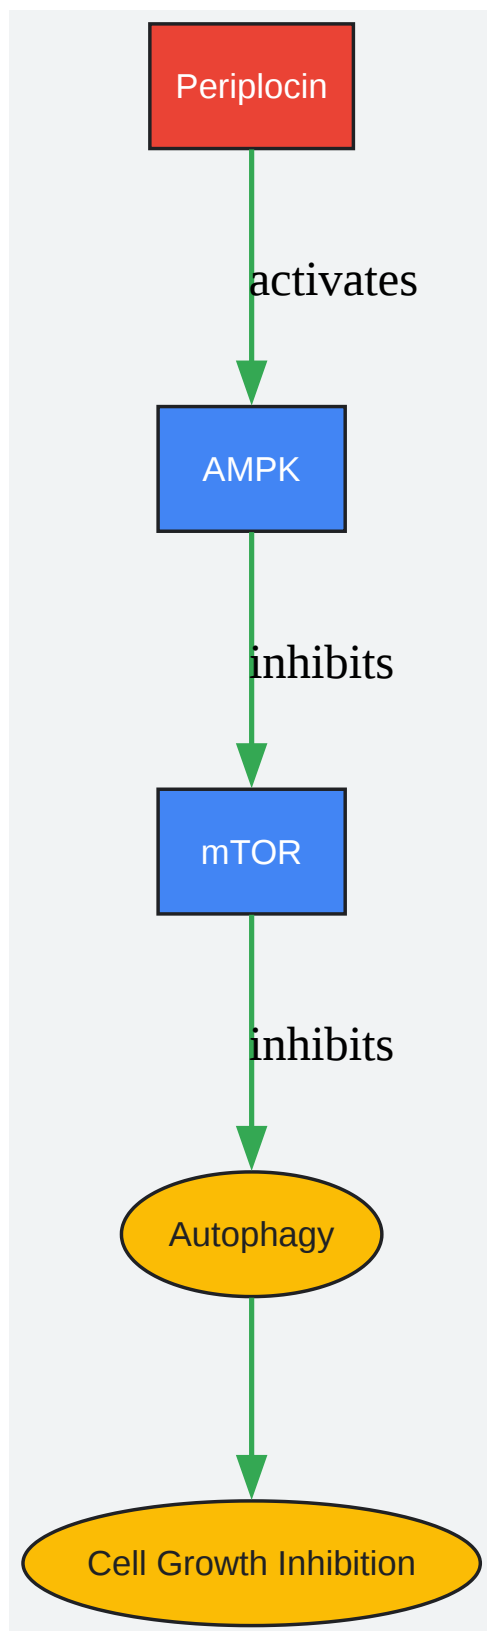 Periplocin
activates
AMPK
inhibits
mTOR
inhibits
Autophagy
Cell Growth Inhibition